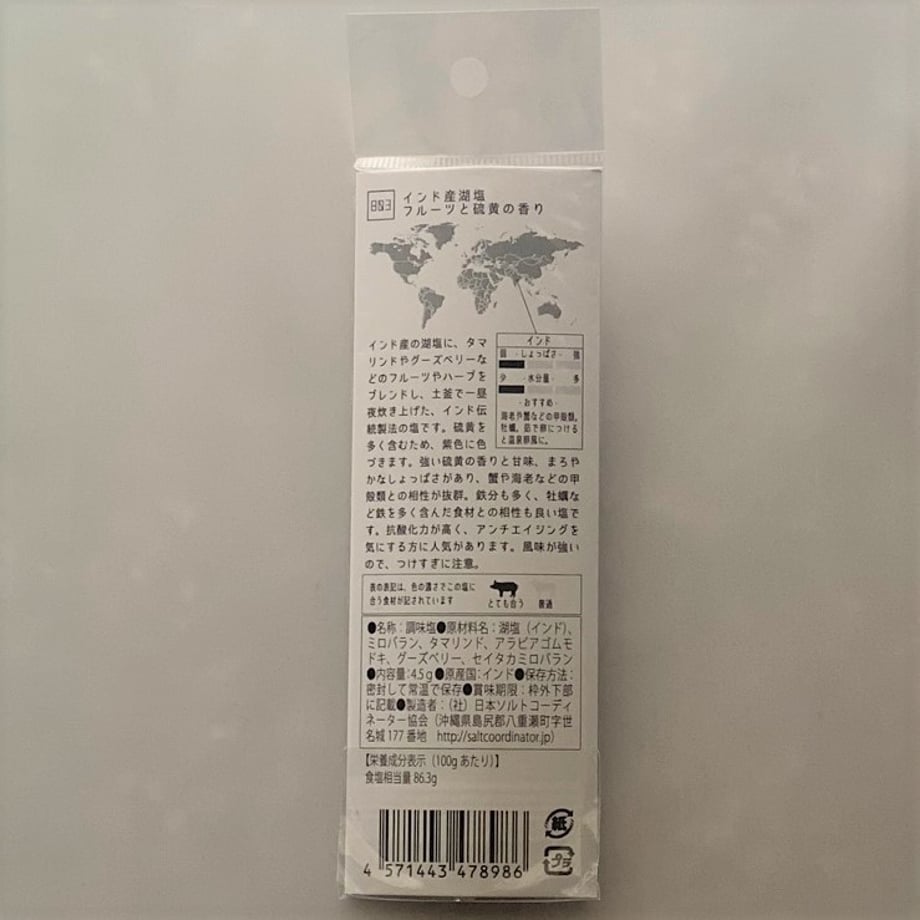 803
インド産湖塩
フルーツと硫黄の香り
インド
弱 - しょっぱさ - 強
少 - 水分量 - 多
- おすすめ -
海老や蟹などの甲殻類。
牡蠣。茹で卵につける
と温泉卵風に。
インド産の湖塩に、タマ
リンドやグーズベリーな
どのフルーツやハーブを
ブレンドし、土釜で一昼
夜炊き上げた、インド伝
統製法の塩です。硫黄を
多く含むため、紫色に色
づきます。強い硫黄の香りと甘味、まろや
かなしょっぱさがあり、蟹や海老などの甲
殻類との相性が抜群。鉄分も多く、牡蠣な
ど鉄を多く含んだ食材との相性も良い塩で
す。抗酸化力が高く、アンチエイジングを
気にする方に人気があります。風味が強い
ので、つけすぎに注意。
表の表記は、色の濃さでこの塩に
合う食材が記されています
とても合う 普通
●名称：調味塩●原材料名：湖塩（インド）、
ミロバラン、タマリンド、アラビアゴムモ
ドキ、グーズベリー、セイタカミロバラン
●内容量：4.5g●原産国：インド●保存方法：
密封して常温で保存●賞味期限：枠外下部
に記載●製造者：（社）日本ソルトコーディ
ネーター協会（沖縄県島尻郡八重瀬町字世
名城 177 番地 http://saltcoordinator.jp）
【栄養成分表示（100g あたり）】
食塩相当量 86.3g
紙
プラ
4 571443 478986